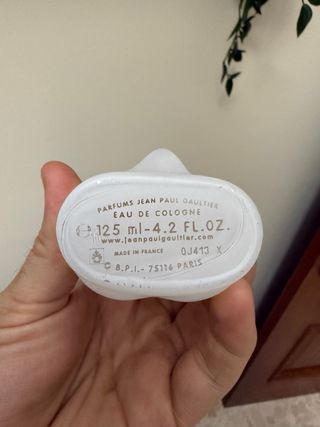 PARFUMS JEAN PAUL GAULTIER
EAU DE COLOGNE
℮ 125 ml-4.2 FL.OZ.
www.jeanpaulgaultier.com
MADE IN FRANCE 0J413 X
© B.P.I.- 75116 PARIS